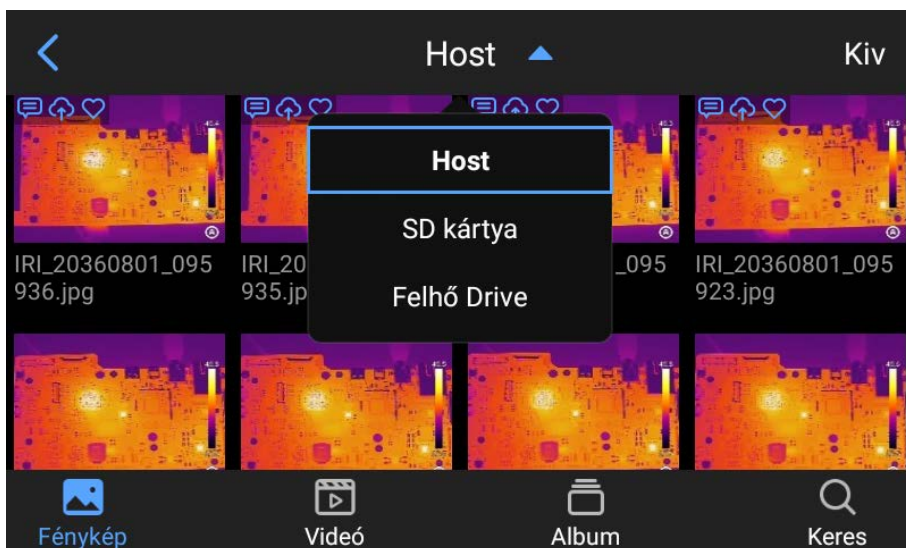 Host
Kiv
Host
SD kártya
Felhő Drive
IRI_20360801_095
936.jpg
IRI_20
935.jp
_095
IRI_20360801_095
923.jpg
Fénykép
Videó
Album
Keres